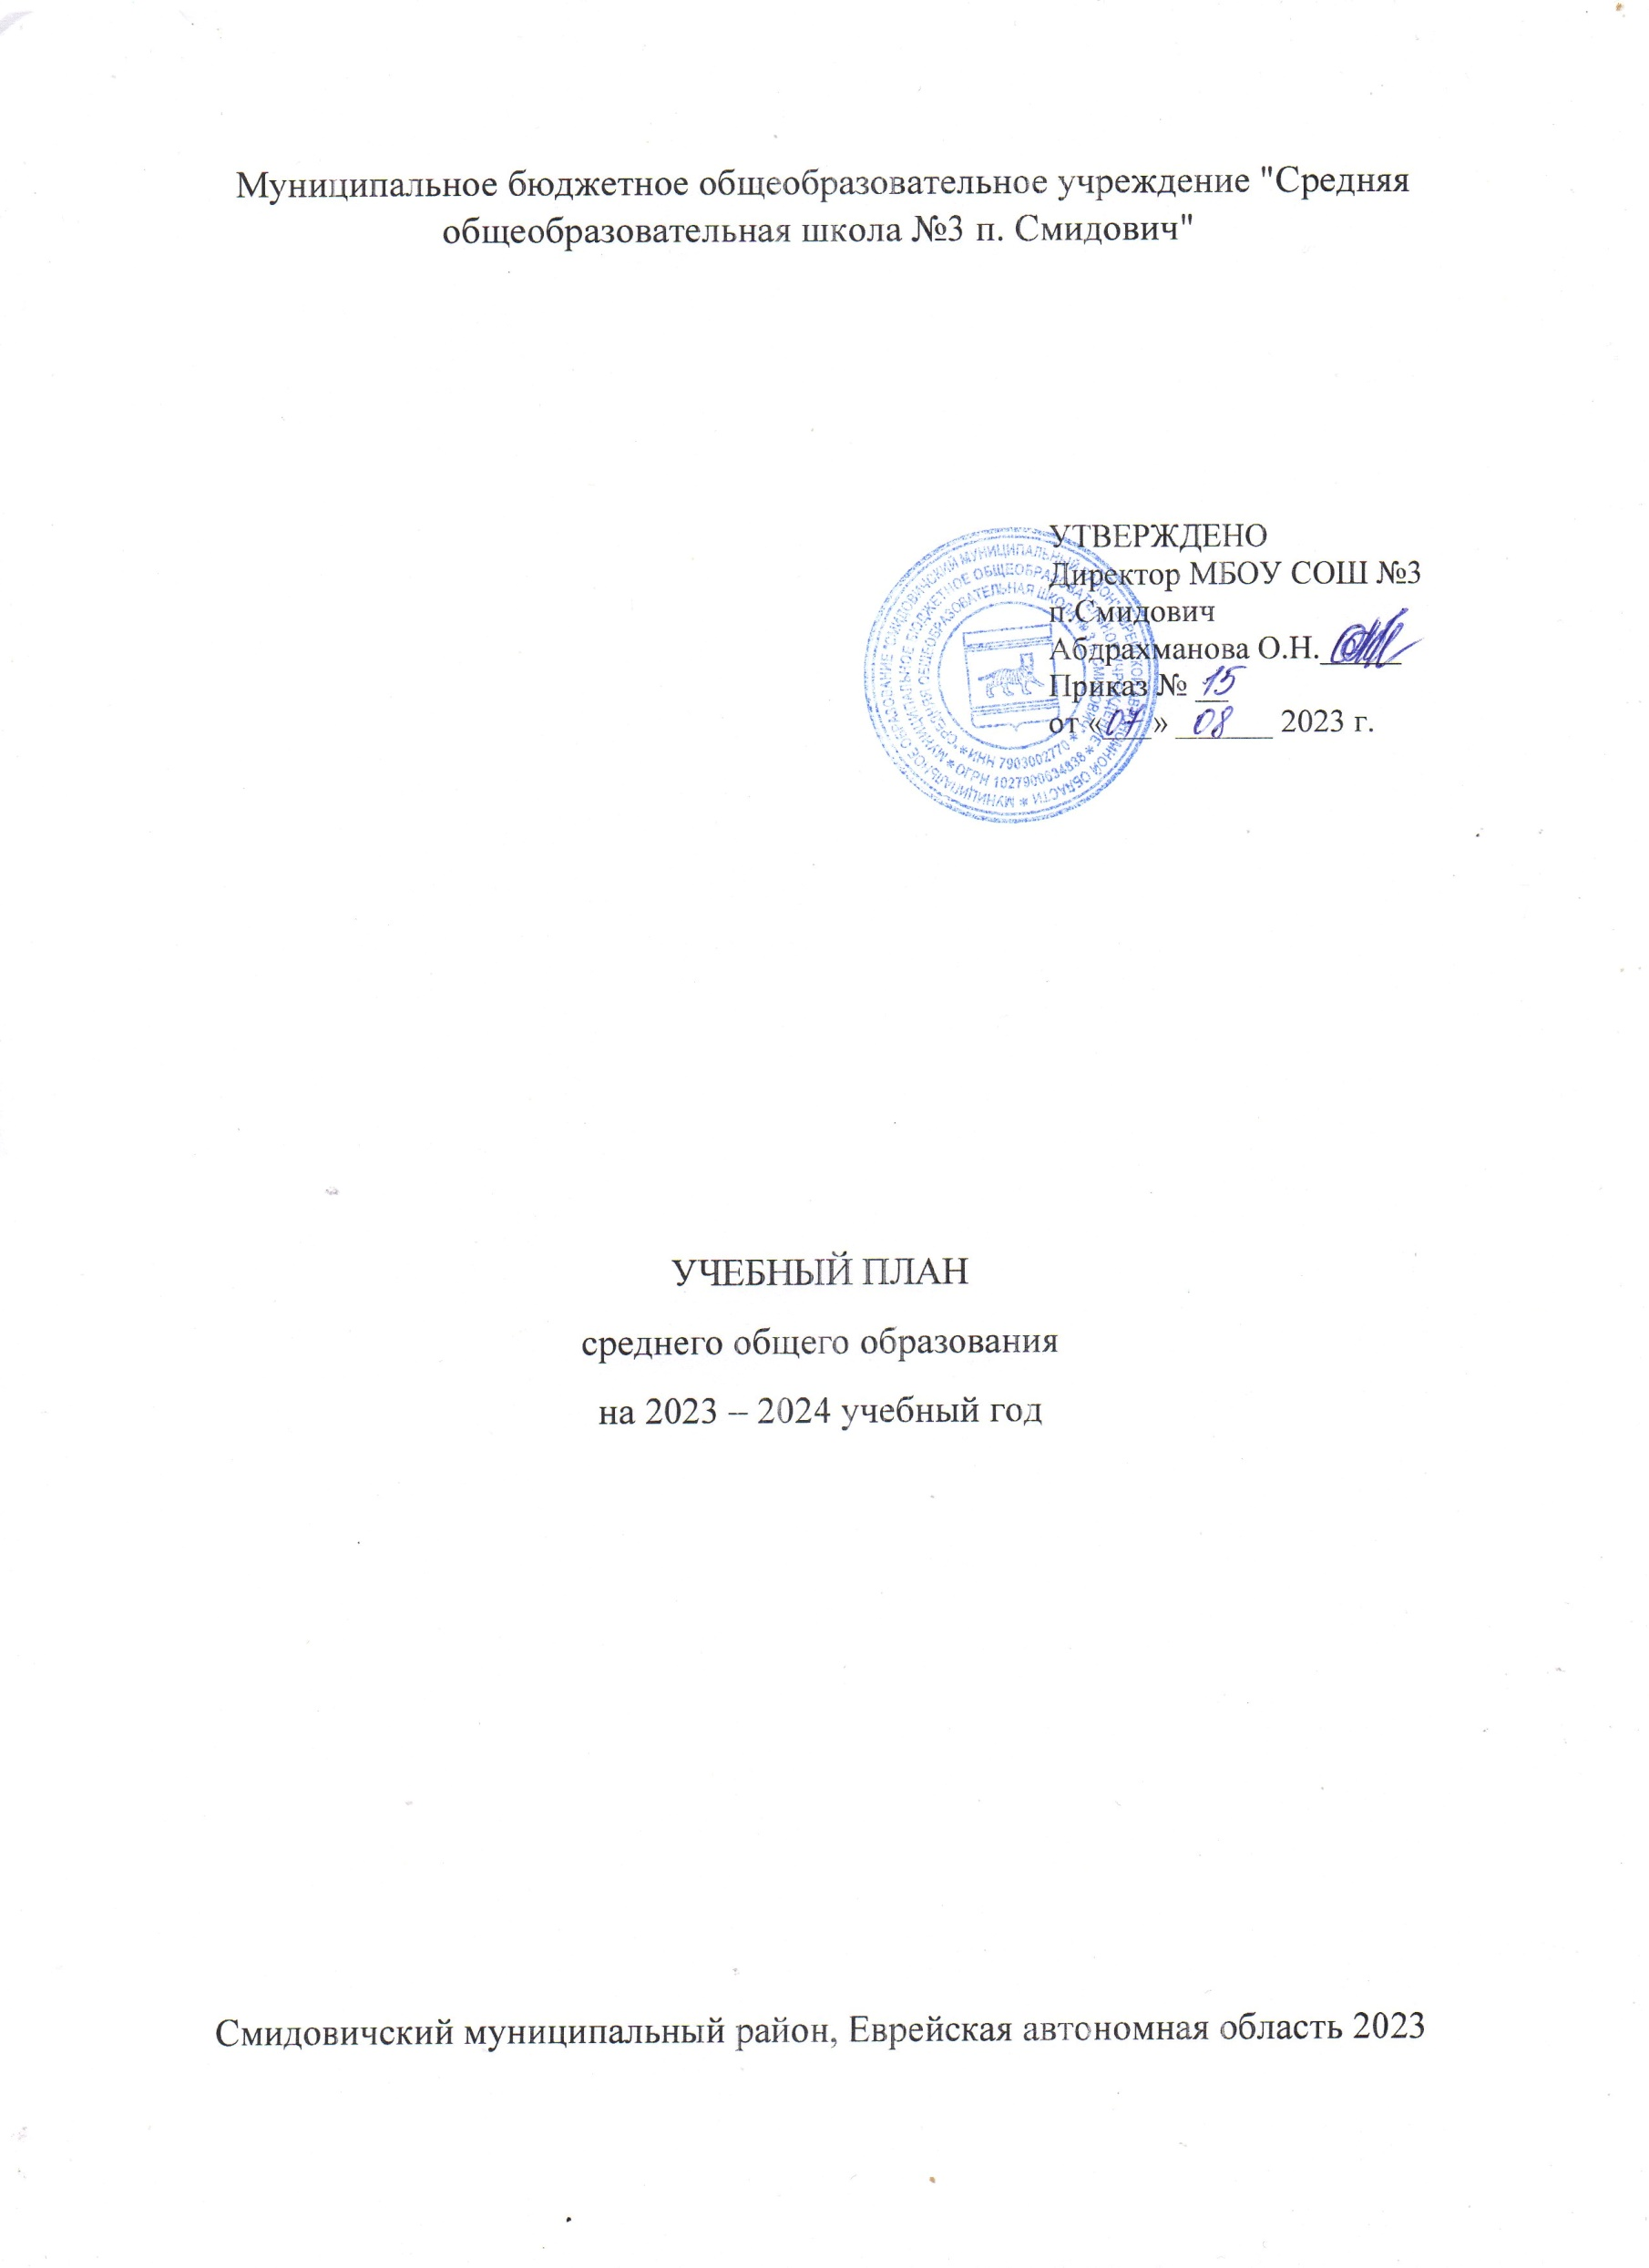 Муниципальное бюджетное общеобразовательное учреждение "Средняя
общеобразовательная школа №3 п. Смидович"
УТВЕРЖДЕНО
Директор МБОУ СОШ №3
п.Смидович
Абдрахманова О.Н.
Приказ № 15
от «07» 08 2023 г.
ИНН 7903002770
УЧЕБНЫЙ ПЛАН
среднего общего образования
на 2023 – 2024 учебный год
Смидовичский муниципальный район, Еврейская автономная область 2023